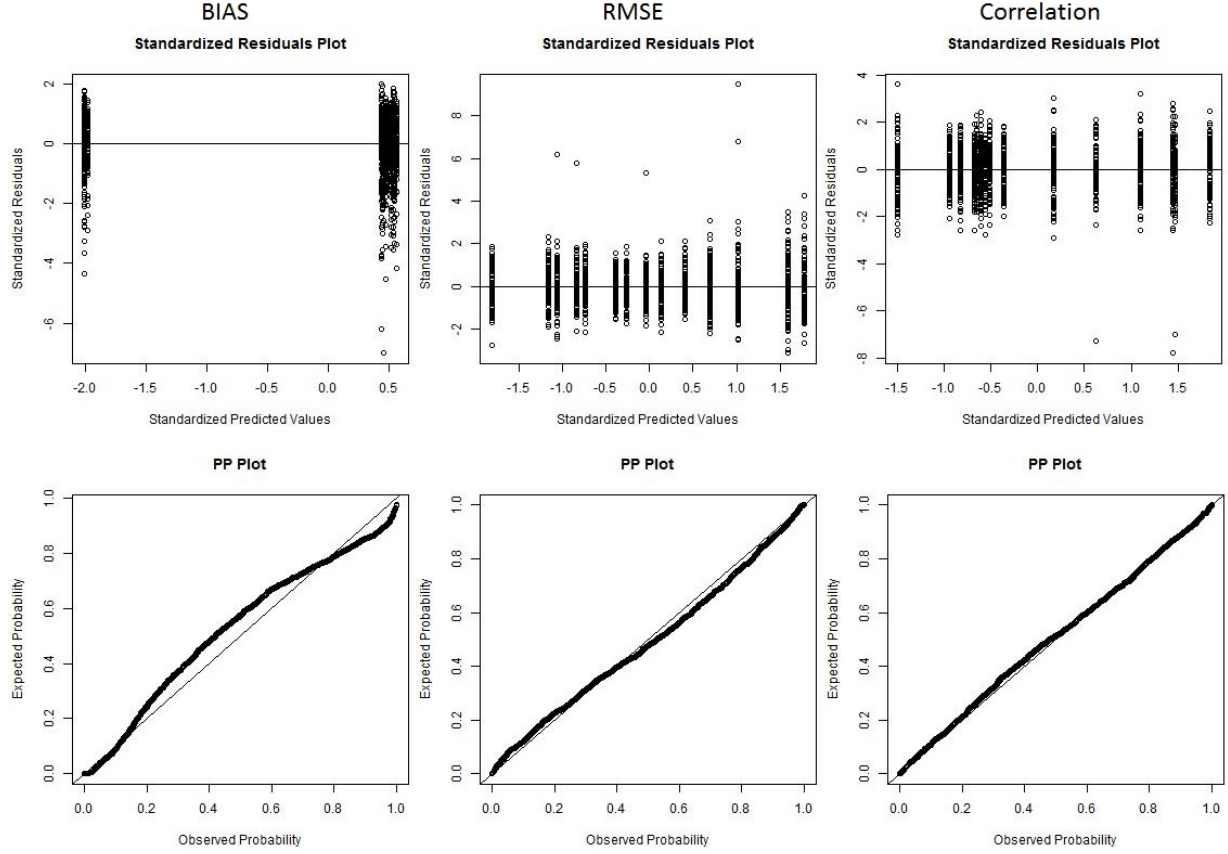 BIAS RMSE Correlation
Standardized Residuals Plot Standardized Residuals Plot Standardized Residuals Plot
Standardized Residuals
2
0
-2
-4
-6
-2.0 -1.5 -1.0 -0.5 0.0 0.5
Standardized Predicted Values
Standardized Residuals
8
6
4
2
0
-2
-1.5 -1.0 -0.5 0.0 0.5 1.0 1.5
Standardized Predicted Values
Standardized Residuals
4
2
0
-2
-4
-6
-8
-1.5 -1.0 -0.5 0.0 0.5 1.0 1.5
Standardized Predicted Values
PP Plot PP Plot PP Plot
Expected Probability
1.0
0.8
0.6
0.4
0.2
0.0
0.0 0.2 0.4 0.6 0.8 1.0
Observed Probability
Expected Probability
1.0
0.8
0.6
0.4
0.2
0.0
0.0 0.2 0.4 0.6 0.8 1.0
Observed Probability
Expected Probability
1.0
0.8
0.6
0.4
0.2
0.0
0.0 0.2 0.4 0.6 0.8 1.0
Observed Probability